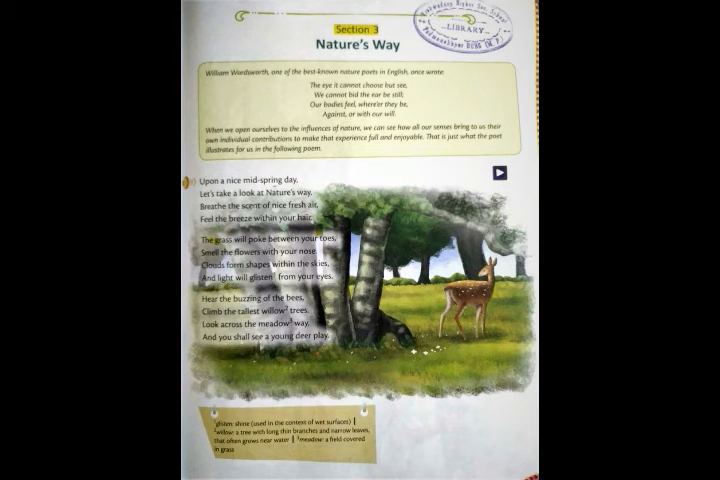 Section 3
Nature's Way
LIBRARY
William Wordsworth, one of the best-known nature poets in English, once wrote:
The eye it cannot choose but see,
We cannot bid the ear be still;
Our bodies feel, where'er they be,
Against, or with our will.
When we open ourselves to the influences of nature, we can see how all our senses bring to us their
own individual contributions to make that experience full and enjoyable. That is just what the poet
illustrates for us in the following poem.
Upon a nice mid-spring day,
Let's take a look at Nature's way.
Breathe the scent of nice fresh air,
Feel the breeze within your hair.
The grass will poke between your toes,
Smell the flowers with your nose.
Clouds form shapes within the skies,
And light will glisten¹ from your eyes.
Hear the buzzing of the bees,
Climb the tallest willow² trees.
Look across the meadow³ way,
And you shall see a young deer play.
¹glisten: shine (used in the context of wet surfaces) |
²willow: a tree with long thin branches and narrow leaves,
that often grows near water | ³meadow: a field covered
in grass